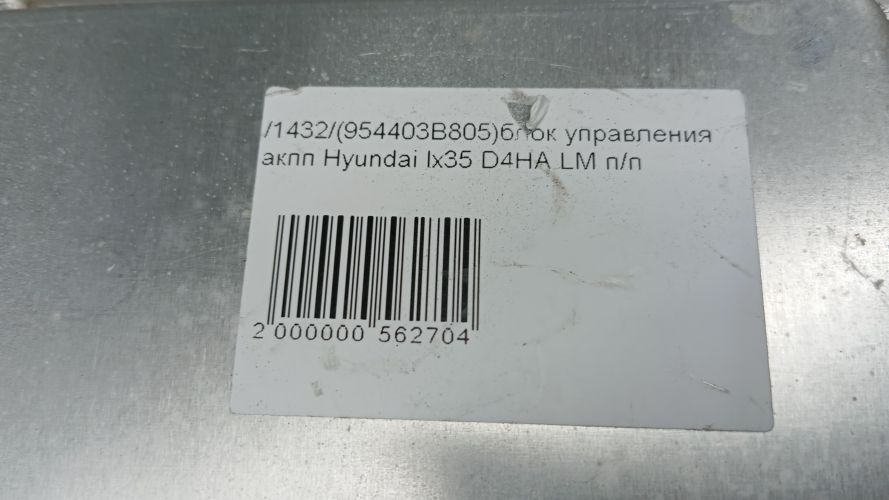 /1432/(954403B805)блок управления
акпп Hyundai Ix35 D4HA LM п/п
2 000000 562704